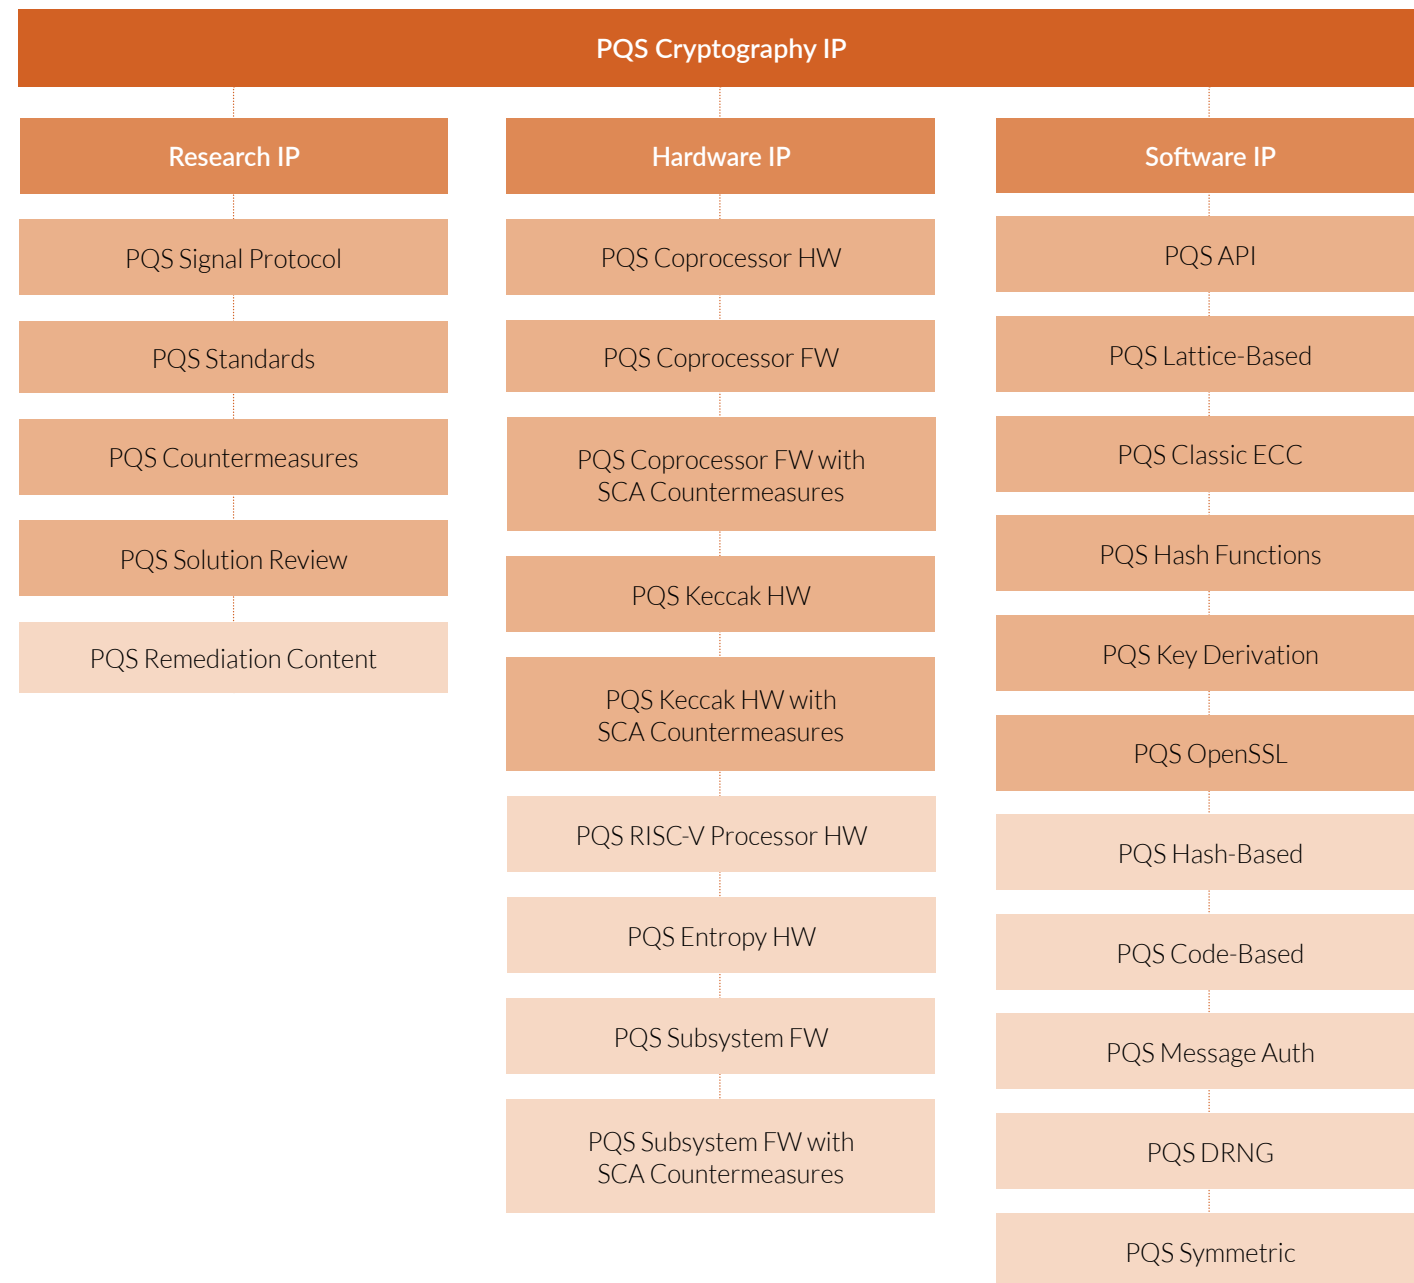 PQS Cryptography IP
Research IP
PQS Signal Protocol
PQS Standards
PQS Countermeasures
PQS Solution Review
PQS Remediation Content
Hardware IP
PQS Coprocessor HW
PQS Coprocessor FW
PQS Coprocessor FW with
SCA Countermeasures
PQS Keccak HW
PQS Keccak HW with
SCA Countermeasures
PQS RISC-V Processor HW
PQS Entropy HW
PQS Subsystem FW
PQS Subsystem FW with
SCA Countermeasures
Software IP
PQS API
PQS Lattice-Based
PQS Classic ECC
PQS Hash Functions
PQS Key Derivation
PQS OpenSSL
PQS Hash-Based
PQS Code-Based
PQS Message Auth
PQS DRNG
PQS Symmetric